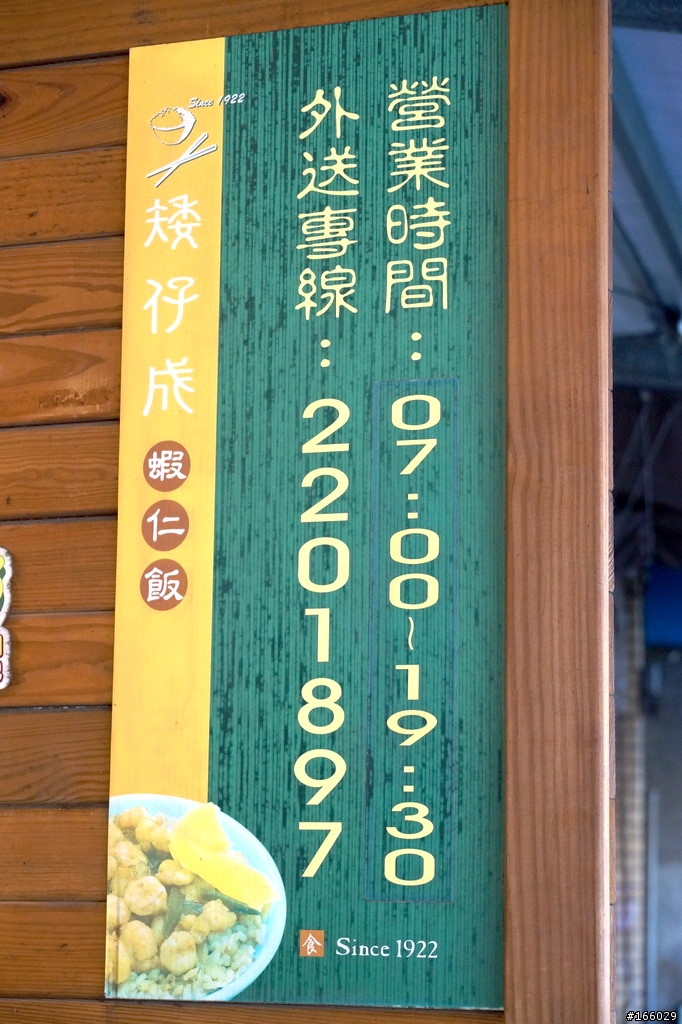 營業時間：07:00~19:30
外送專線：2201897
Since 1922
矮仔成
蝦仁飯
食 Since 1922
#166029